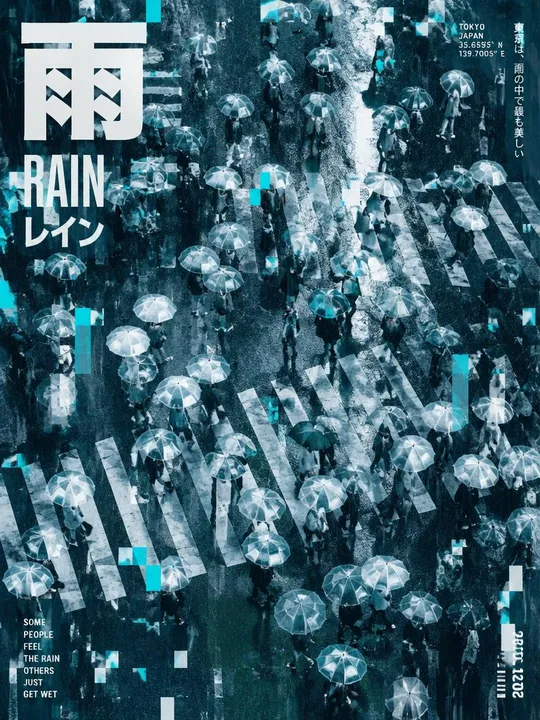 雨
RAIN
レイン
TOKYO
JAPAN
35.6595° N
139.7005° E
東京は、雨の中で最も美しい
SOME
PEOPLE
FEEL
THE RAIN
OTHERS
JUST
GET WET